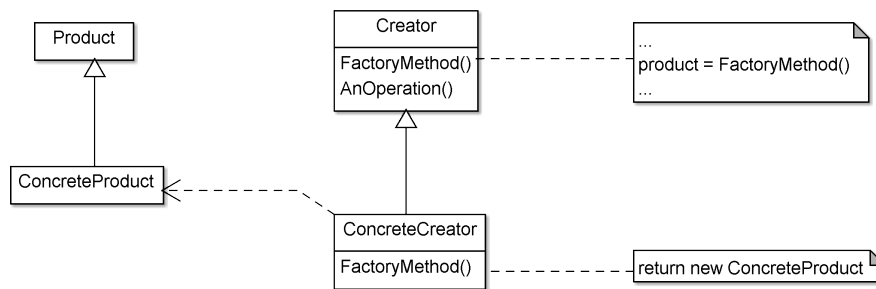 Product
Creator
FactoryMethod()
AnOperation()
...
product = FactoryMethod()
...
ConcreteProduct
ConcreteCreator
FactoryMethod()
return new ConcreteProduct